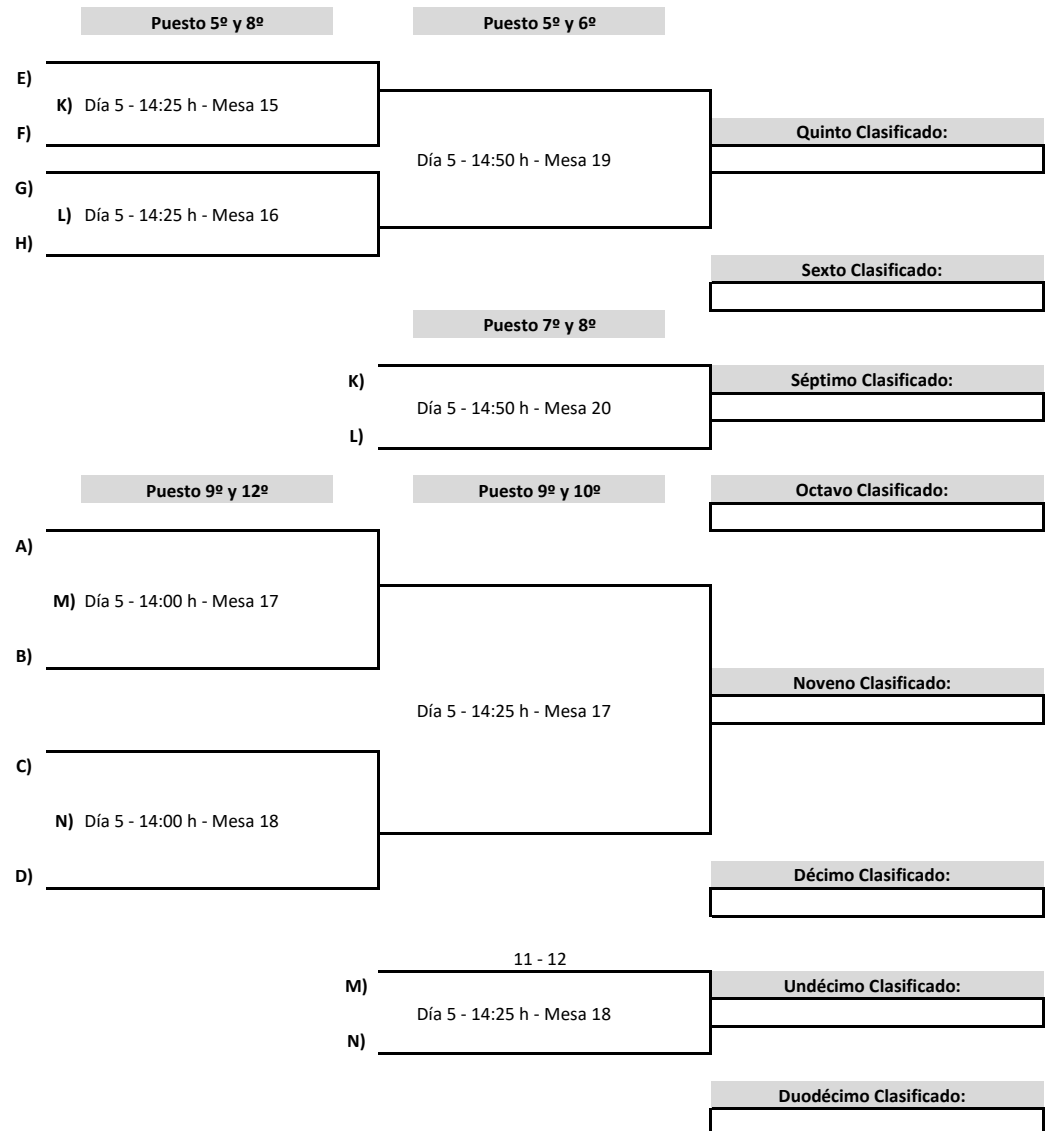 Puesto 5º y 8º
Puesto 5º y 6º
E)
K) Día 5 - 14:25 h - Mesa 15
F)
Quinto Clasificado:
Día 5 - 14:50 h - Mesa 19
G)
L) Día 5 - 14:25 h - Mesa 16
H)
Sexto Clasificado:
Puesto 7º y 8º
K)
Séptimo Clasificado:
Día 5 - 14:50 h - Mesa 20
L)
Puesto 9º y 12º
Puesto 9º y 10º
Octavo Clasificado:
A)
M) Día 5 - 14:00 h - Mesa 17
B)
Noveno Clasificado:
Día 5 - 14:25 h - Mesa 17
C)
N) Día 5 - 14:00 h - Mesa 18
D)
Décimo Clasificado:
11 - 12
M)
Undécimo Clasificado:
Día 5 - 14:25 h - Mesa 18
N)
Duodécimo Clasificado: